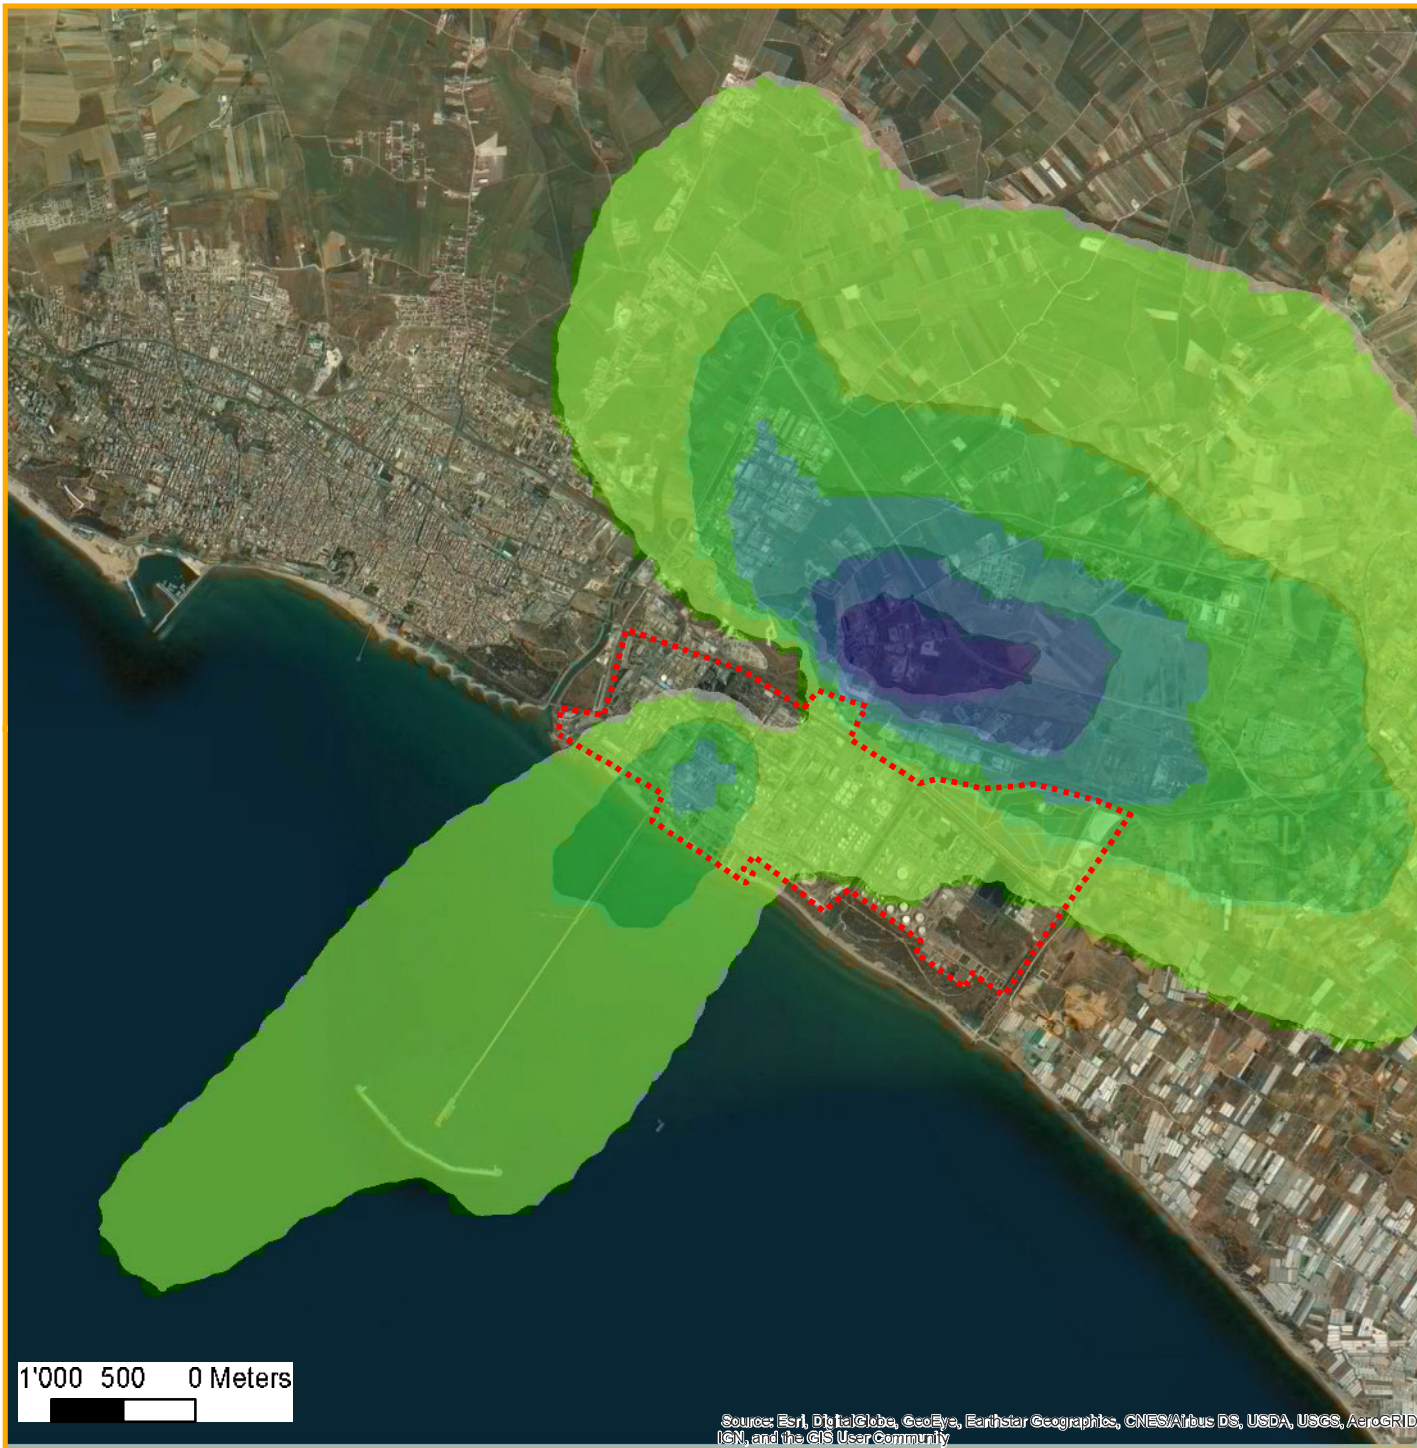 1'000 500 0 Meters
Source: Esri, DigitalGlobe, GeoEye, Earthstar Geographics, CNES/Airbus DS, USDA, USGS, AeroGRID
IGN, and the GIS User Community